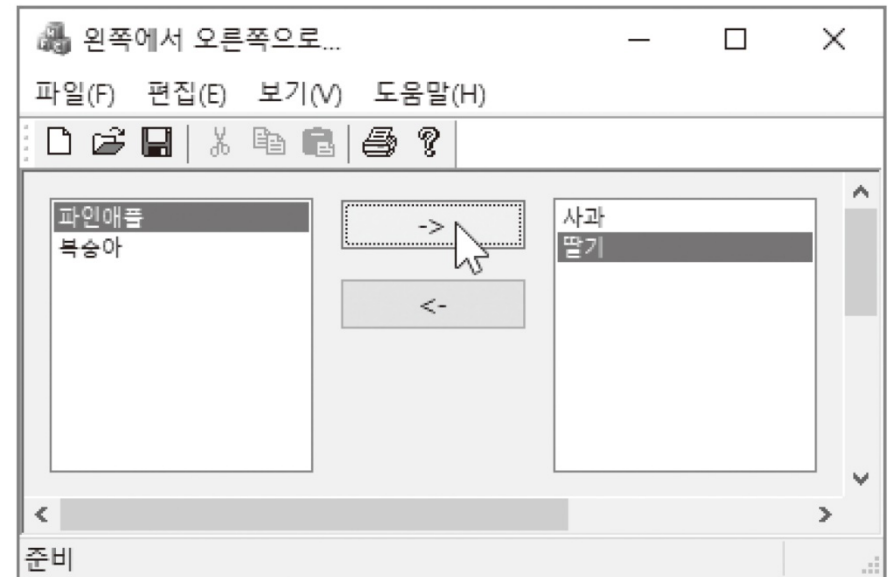 왼쪽에서 오른쪽으로...
파일(F) 편집(E) 보기(V) 도움말(H)
파인애플
복숭아
->
<-
사과
딸기
준비